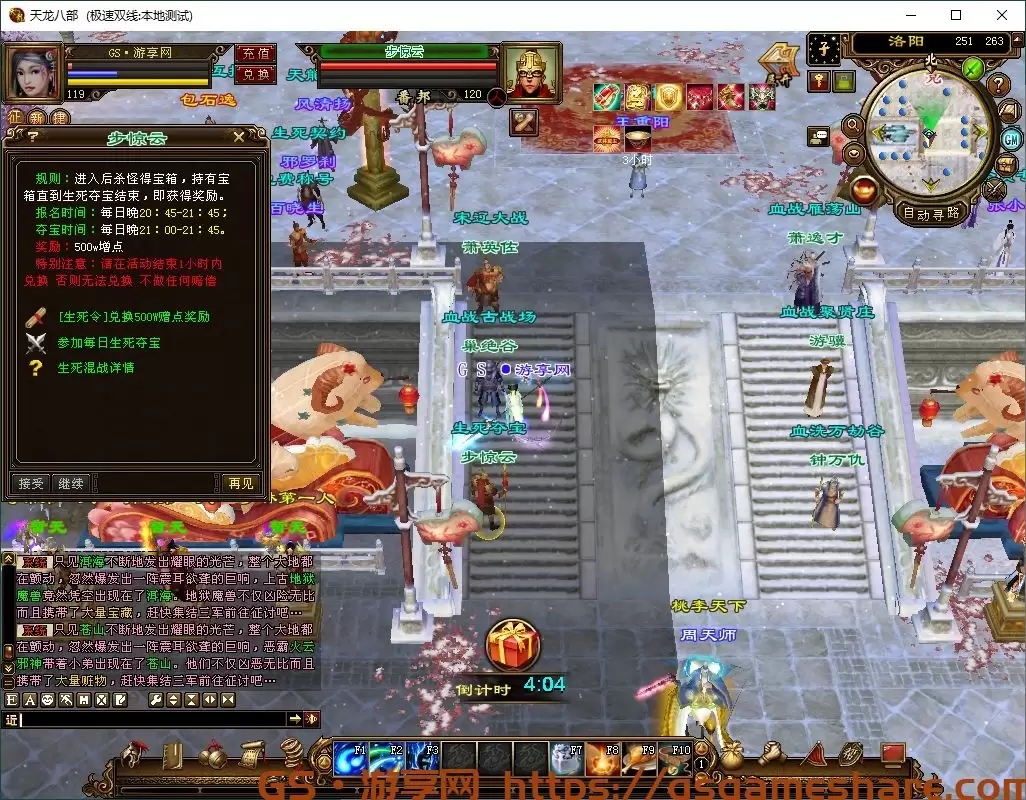 天龙八部 (极速双线:本地测试)
GS·游享网
充值
兑换
119
步惊云
番邦
120
洛阳
251 263
北
自动寻路
GM
包石逸
风清扬
生死契约
邪罗刹
百晓生
王重阳
3小时
步惊云
规则：进入后杀怪得宝箱，持有宝
箱直到生死夺宝结束，即获得奖励。
报名时间：每日晚20：45-21：45；
夺宝时间：每日晚21：00-21：45。
奖励：500w增点
特别注意：请在活动结束1小时内
兑换 否则无法兑换 不做任何赔偿
[生死令]兑换500W赠点奖励
参加每日生死夺宝
生死混战详情
接受
继续
再见
宋辽大战
萧英佐
血战雁荡山
萧逸才
血战古战场
巢绝谷
血战聚贤庄
游骥
GS●游享网
生死夺宝
步惊云
血洗万劫谷
钟万仇
桃李天下
周天师
只见洱海不断地发出耀眼的光芒，整个大地都
在颤动，忽然爆发出一阵震耳欲聋的巨响，上古地狱
魔兽竟然凭空出现在了洱海。地狱魔兽不仅凶险无比
而且携带了大量宝藏，赶快集结三军前往征讨吧…
只见苍山不断地发出耀眼的光芒，整个大地都
在颤动，忽然爆发出一阵震耳欲聋的巨响，恶霸火云
邪神带着小弟出现在了苍山。他们不仅凶恶无比而且
携带了大量赃物，赶快集结三军前往征讨吧…
倒计时 4:04
近
F1
F2
F3
F7
F8
F9
F10
1
GS·游享网 https://gsgameshare.com